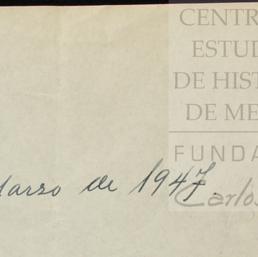 CENTR
ESTUD
DE HIST
DE ME
FUNDA
Carlos
arzo de 1947